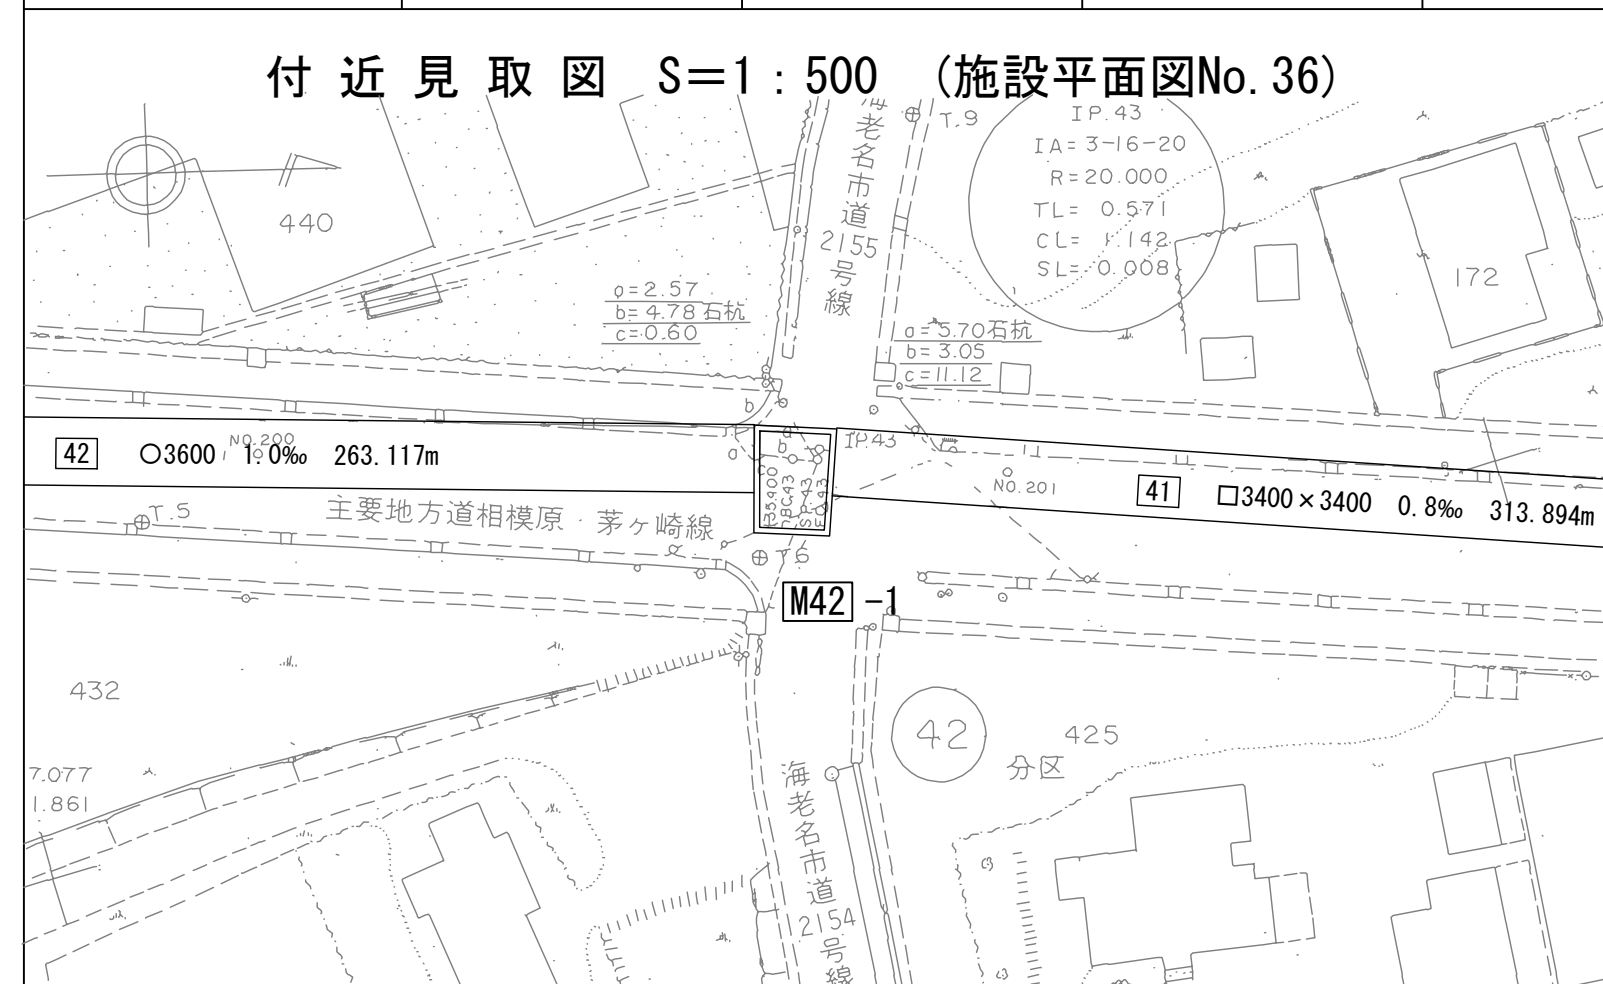 付近見取図 S=1:500 (施設平面図No.36)
海老名市道2155号線
T.9
IP.43
IA= 3-16-20
R=20.000
TL= 0.571
CL= 1.142
SL= 0.008
440
172
a=2.57
b=4.78石杭
c=0.60
a=5.70石杭
b=3.05
c=11.12
b
a
b
a
c
IP.43
42 ○3600 1.0‰ 263.117m
NO.200
NO.201
41 □3400×3400 0.8‰ 313.894m
T.5
主要地方道相模原・茅ヶ崎線
T.6
M42-1
432
42
425
分区
7.077
1.861
海老名市道2154号線